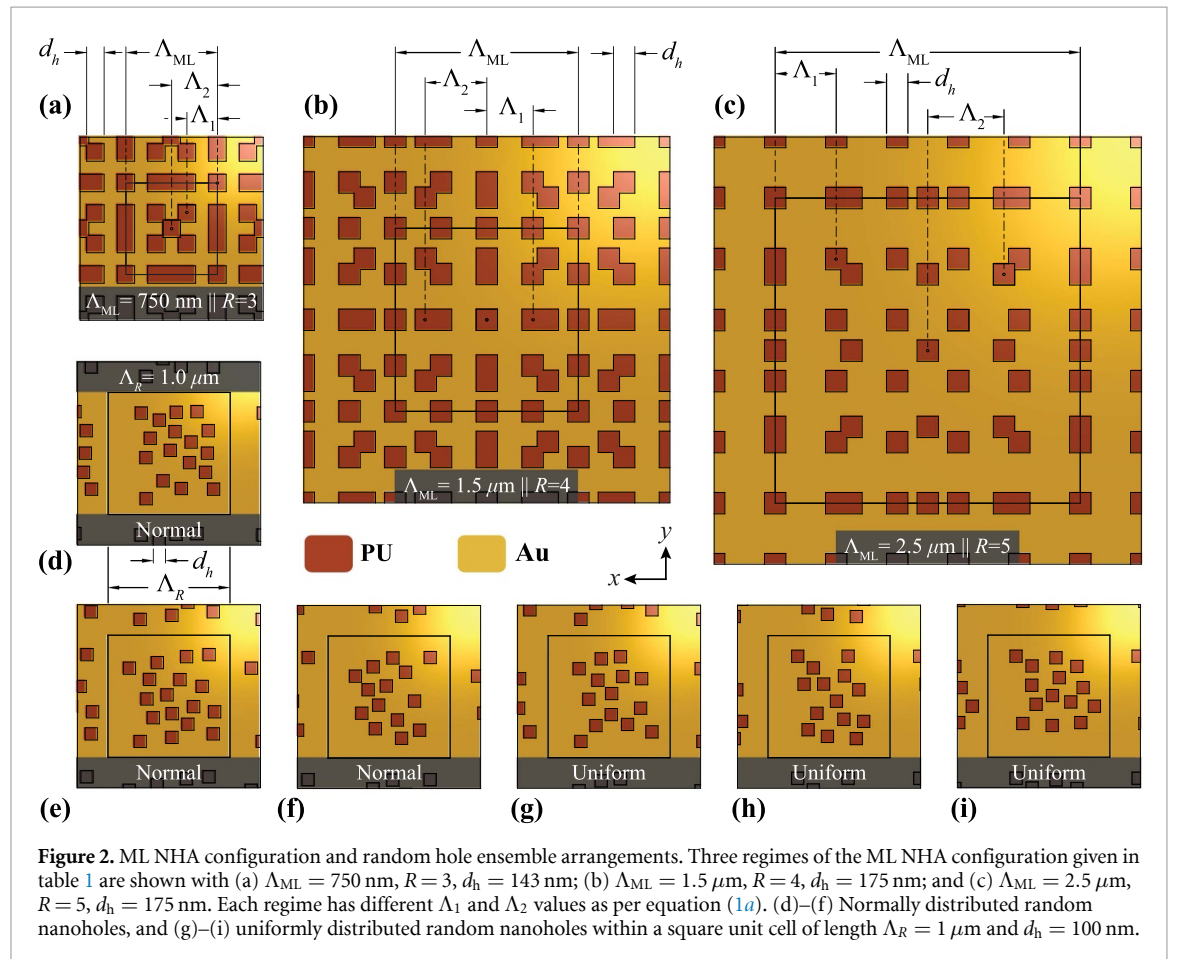 d_h Λ_ML
Λ_2
Λ_1
(a)
Λ_ML = 750 nm || R=3
Λ_ML d_h
Λ_2 Λ_1
(b)
Λ_ML = 1.5 μm || R=4
Λ_ML
Λ_1 d_h
Λ_2
(c)
Λ_ML = 2.5 μm || R=5
Λ_R = 1.0 μm
Normal
(d)
d_h
Λ_R
PU Au
y
x
Normal Normal Uniform Uniform Uniform
(e) (f) (g) (h) (i)
Figure 2. ML NHA configuration and random hole ensemble arrangements. Three regimes of the ML NHA configuration given in
table 1 are shown with (a) Λ_ML = 750 nm, R = 3, d_h = 143 nm; (b) Λ_ML = 1.5 μm, R = 4, d_h = 175 nm; and (c) Λ_ML = 2.5 μm,
R = 5, d_h = 175 nm. Each regime has different Λ_1 and Λ_2 values as per equation (1a). (d)–(f) Normally distributed random
nanoholes, and (g)–(i) uniformly distributed random nanoholes within a square unit cell of length Λ_R = 1 μm and d_h = 100 nm.